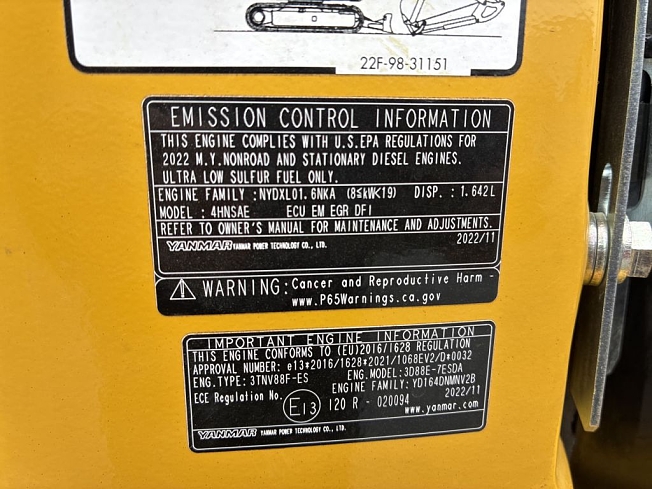 22F-98-31151
EMISSION CONTROL INFORMATION
THIS ENGINE COMPLIES WITH U.S.EPA REGULATIONS FOR
2022 M.Y.NONROAD AND STATIONARY DIESEL ENGINES.
ULTRA LOW SULFUR FUEL ONLY.
ENGINE FAMILY :NYDXL01.6NKA (8≤kW<19) DISP. : 1.642L
MODEL : 4HNSAE ECU EM EGR DFI
REFER TO OWNER'S MANUAL FOR MAINTENANCE AND ADJUSTMENTS.
YANMAR YANMAR POWER TECHNOLOGY CO., LTD. 2022/11
WARNING: Cancer and Reproductive Harm -
www.P65Warnings.ca.gov
IMPORTANT ENGINE INFORMATION
THIS ENGINE CONFORMS TO (EU)2016/1628 REGULATION
APPROVAL NUMBER: e13*2016/1628*2021/1068EV2/D*0032
ENG.TYPE: 3TNV88F-ES ENG.MODEL: 3D88E-7ESDA
ENGINE FAMILY: YD164DNMNV2B
ECE Regulation No. E13 120 R - 020094 2022/11
www.yanmar.com
YANMAR YANMAR POWER TECHNOLOGY CO., LTD.